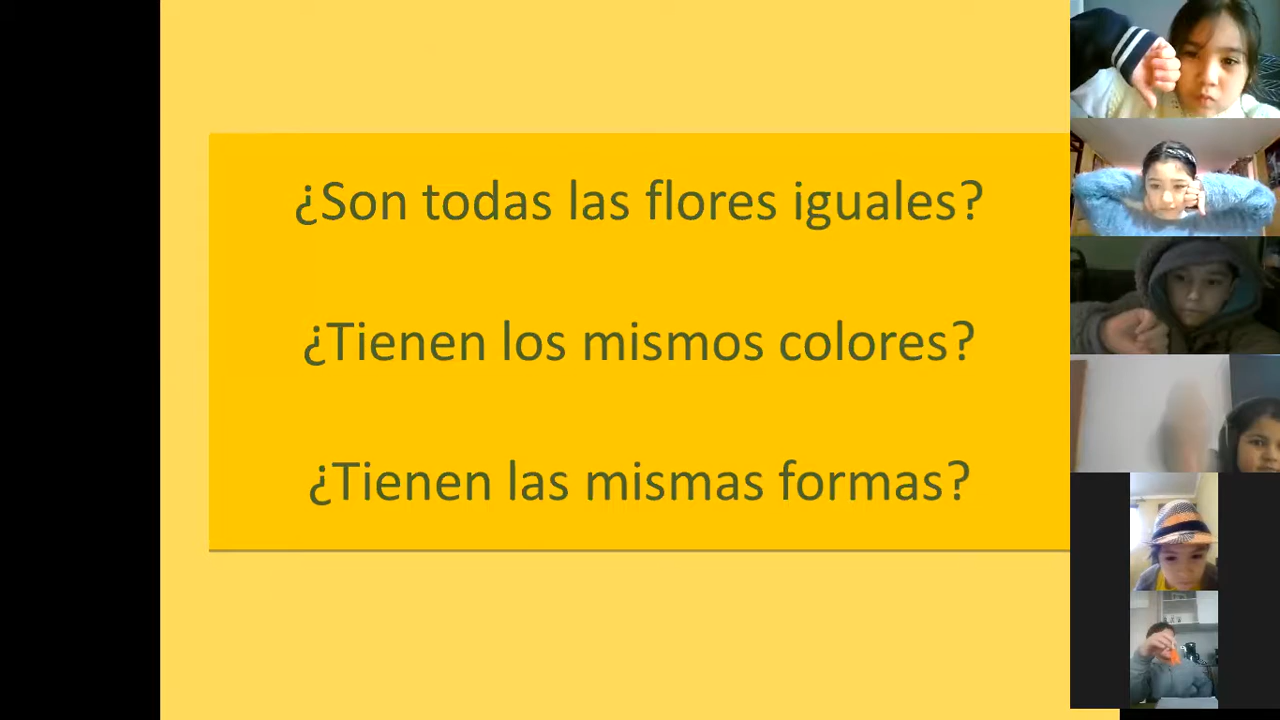 ¿Son todas las flores iguales?
¿Tienen los mismos colores?
¿Tienen las mismas formas?